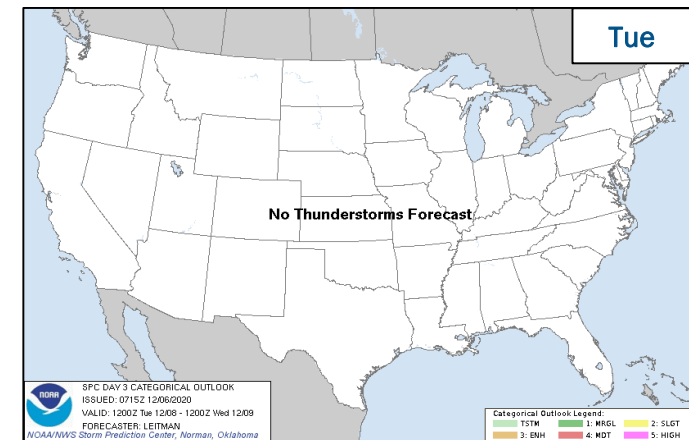 Tue
No Thunderstorms Forecast
NOAA
SPC DAY 3 CATEGORICAL OUTLOOK
ISSUED: 0715Z 12/06/2020
VALID: 1200Z Tue 12/08 - 1200Z Wed 12/09
FORECASTER: LEITMAN
NOAA/NWS Storm Prediction Center, Norman, Oklahoma
Categorical Outlook Legend:
TSTM 1: MRGL 2: SLGT
3: ENH 4: MDT 5: HIGH